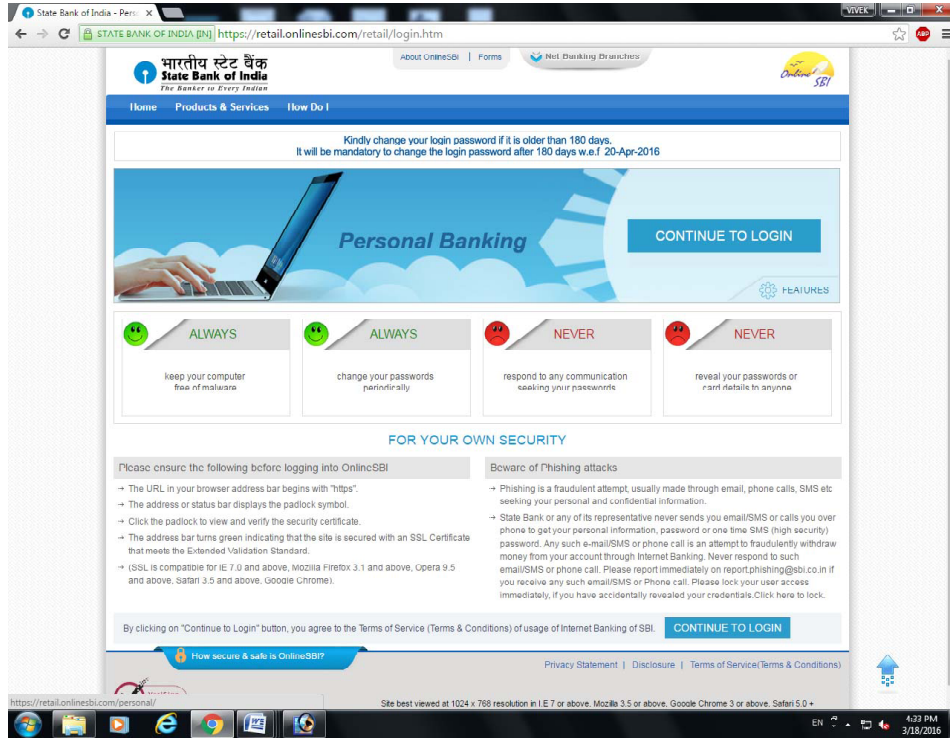 State Bank of India - Pers
VIVEK
STATE BANK OF INDIA [IN] https://retail.onlinesbi.com/retail/login.htm
ABP
About OnlineSBI | Forms
Net Banking Branches
भारतीय स्टेट बैंक
State Bank of India
The Banker to Every Indian
Online SBI
Home Products & Services How Do I
Kindly change your login password if it is older than 180 days.
It will be mandatory to change the login password after 180 days w.e.f 20-Apr-2016
Personal Banking
CONTINUE TO LOGIN
FEATURES
ALWAYS
keep your computer
free of malware
ALWAYS
change your passwords
periodically
NEVER
respond to any communication
seeking your passwords
NEVER
reveal your passwords or
card details to anyone
FOR YOUR OWN SECURITY
Please ensure the following before logging into OnlineSBI
→ The URL in your browser address bar begins with "https".
→ The address or status bar displays the padlock symbol.
→ Click the padlock to view and verify the security certificate.
→ The address bar turns green indicating that the site is secured with an SSL Certificate
that meets the Extended Validation Standard.
→ (SSL is compatible for IE 7.0 and above, Mozilla Firefox 3.1 and above, Opera 9.5
and above, Safari 3.5 and above, Google Chrome).
Beware of Phishing attacks
→ Phishing is a fraudulent attempt, usually made through email, phone calls, SMS etc
seeking your personal and confidential information.
→ State Bank or any of its representative never sends you email/SMS or calls you over
phone to get your personal information, password or one time SMS (high security)
password. Any such e-mail/SMS or phone call is an attempt to fraudulently withdraw
money from your account through Internet Banking. Never respond to such
email/SMS or phone call. Please report immediately on report.phishing@sbi.co.in if
you receive any such email/SMS or Phone call. Please lock your user access
immediately, if you have accidentally revealed your credentials.Click here to lock.
By clicking on "Continue to Login" button, you agree to the Terms of Service (Terms & Conditions) of usage of Internet Banking of SBI.
CONTINUE TO LOGIN
How secure & safe is OnlineSBI?
Privacy Statement | Disclosure | Terms of Service(Terms & Conditions)
https://retail.onlinesbi.com/personal/
Site best viewed at 1024 x 768 resolution in I.E 7 or above, Mozilla 3.5 or above, Google Chrome 3 or above, Safari 5.0 +
EN
4:33 PM
3/18/2016